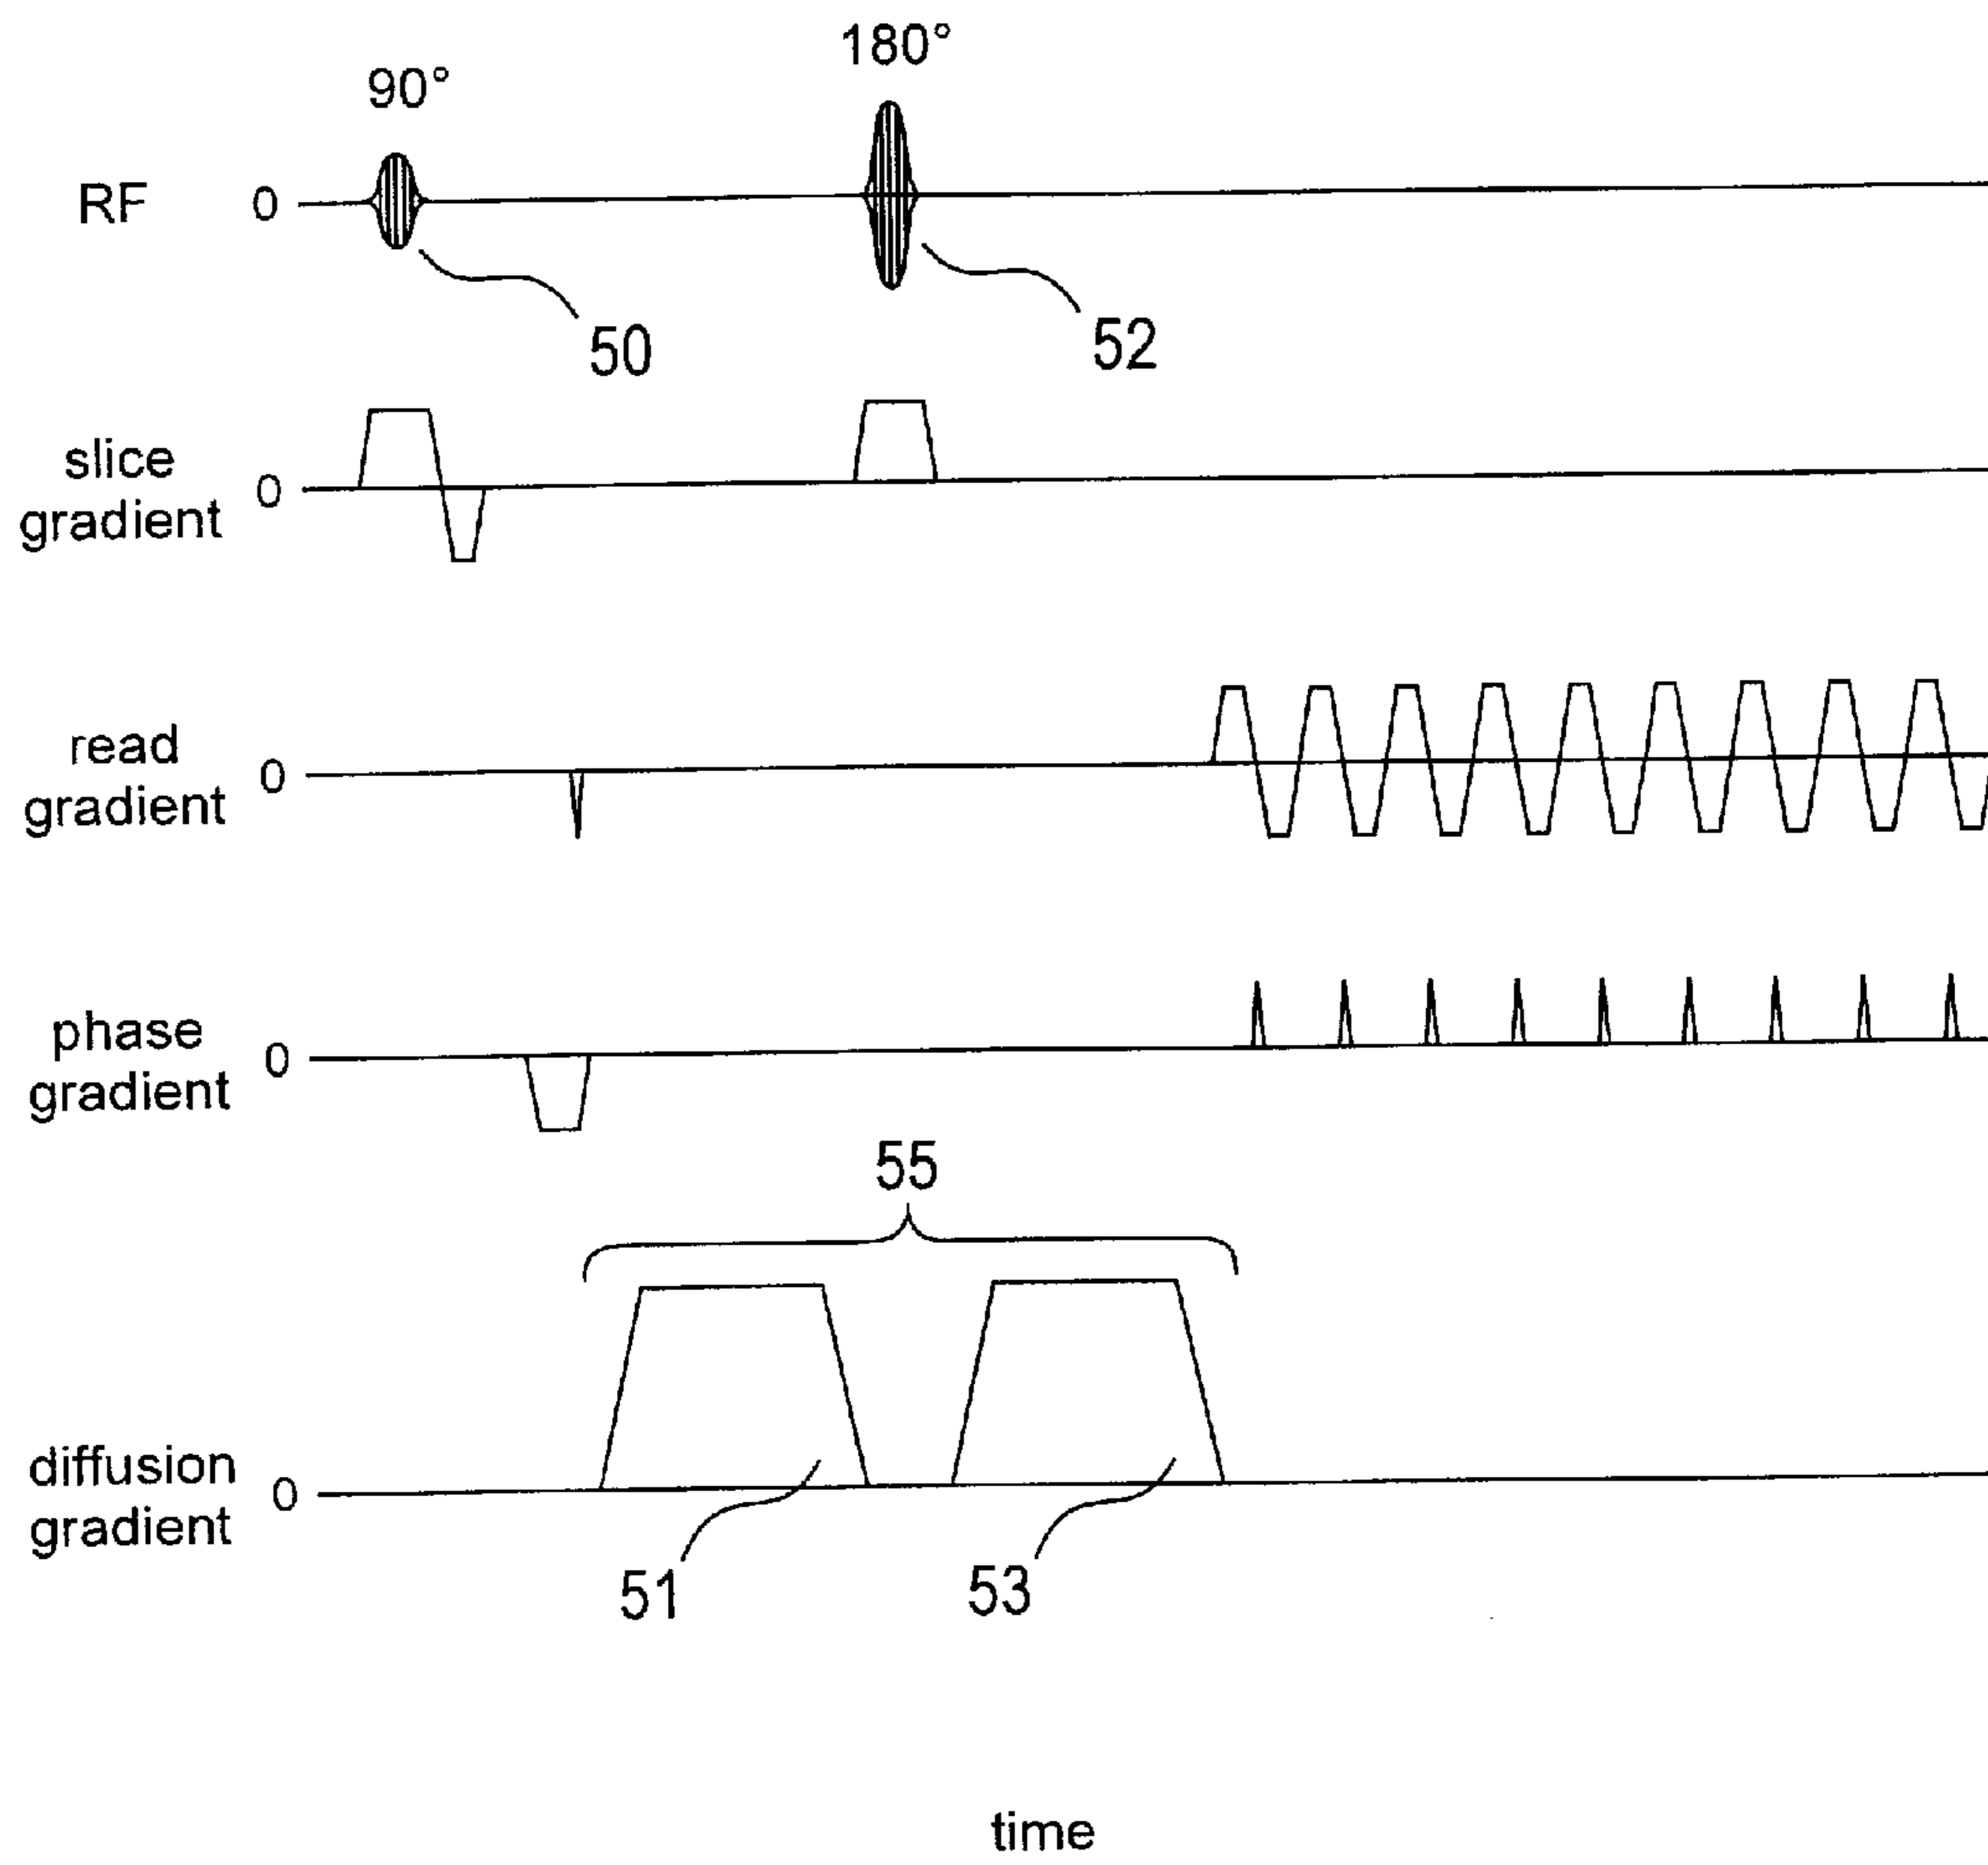 90°
180°
RF
0
50
52
slice
gradient
0
read
gradient
0
phase
gradient
0
55
diffusion
gradient
0
51
53
time